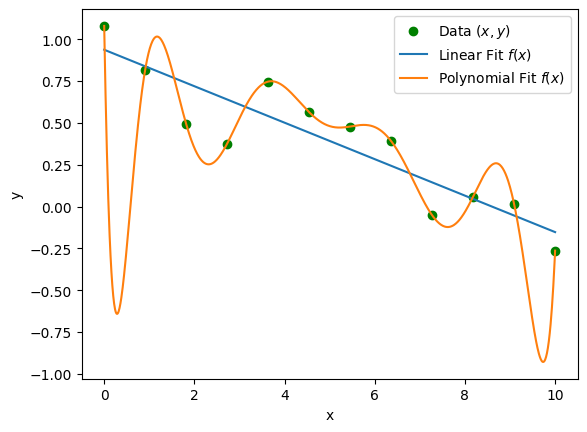 Data (x, y)
Linear Fit f(x)
Polynomial Fit f(x)
1.00
0.75
0.50
0.25
0.00
−0.25
−0.50
−0.75
−1.00
y
0 2 4 6 8 10
x